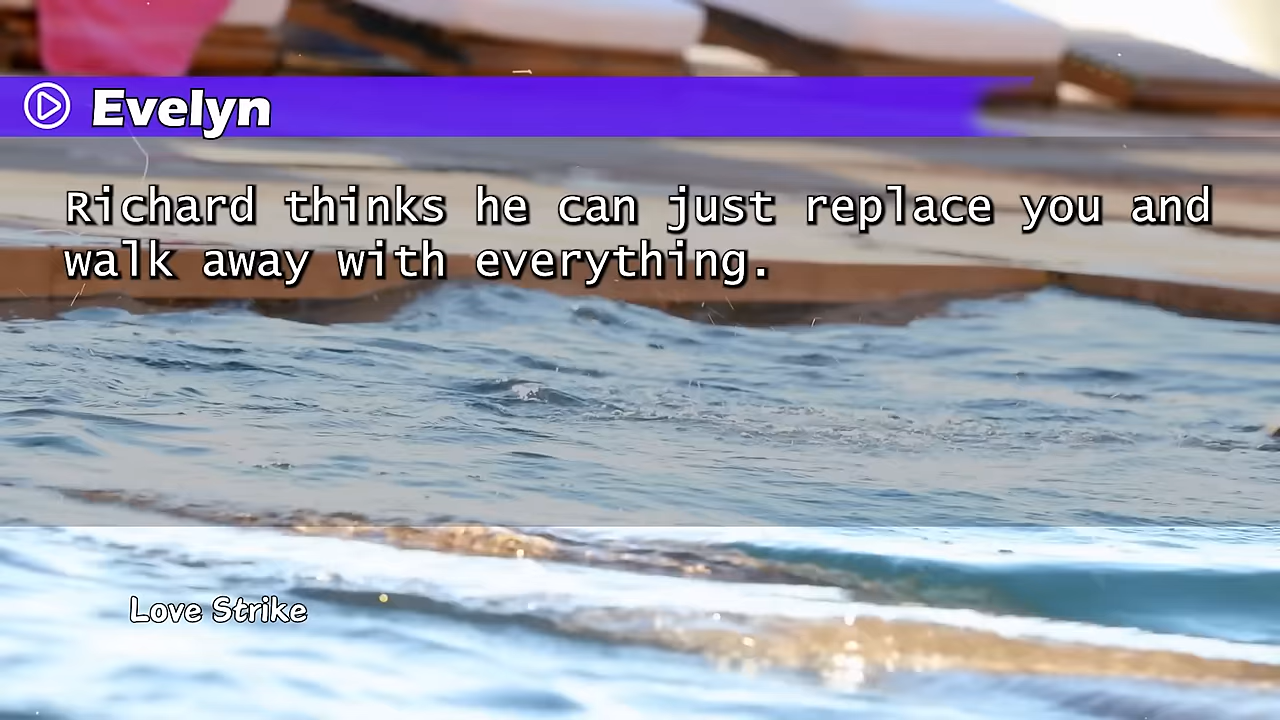 Evelyn
Richard thinks he can just replace you and
walk away with everything.
Love Strike